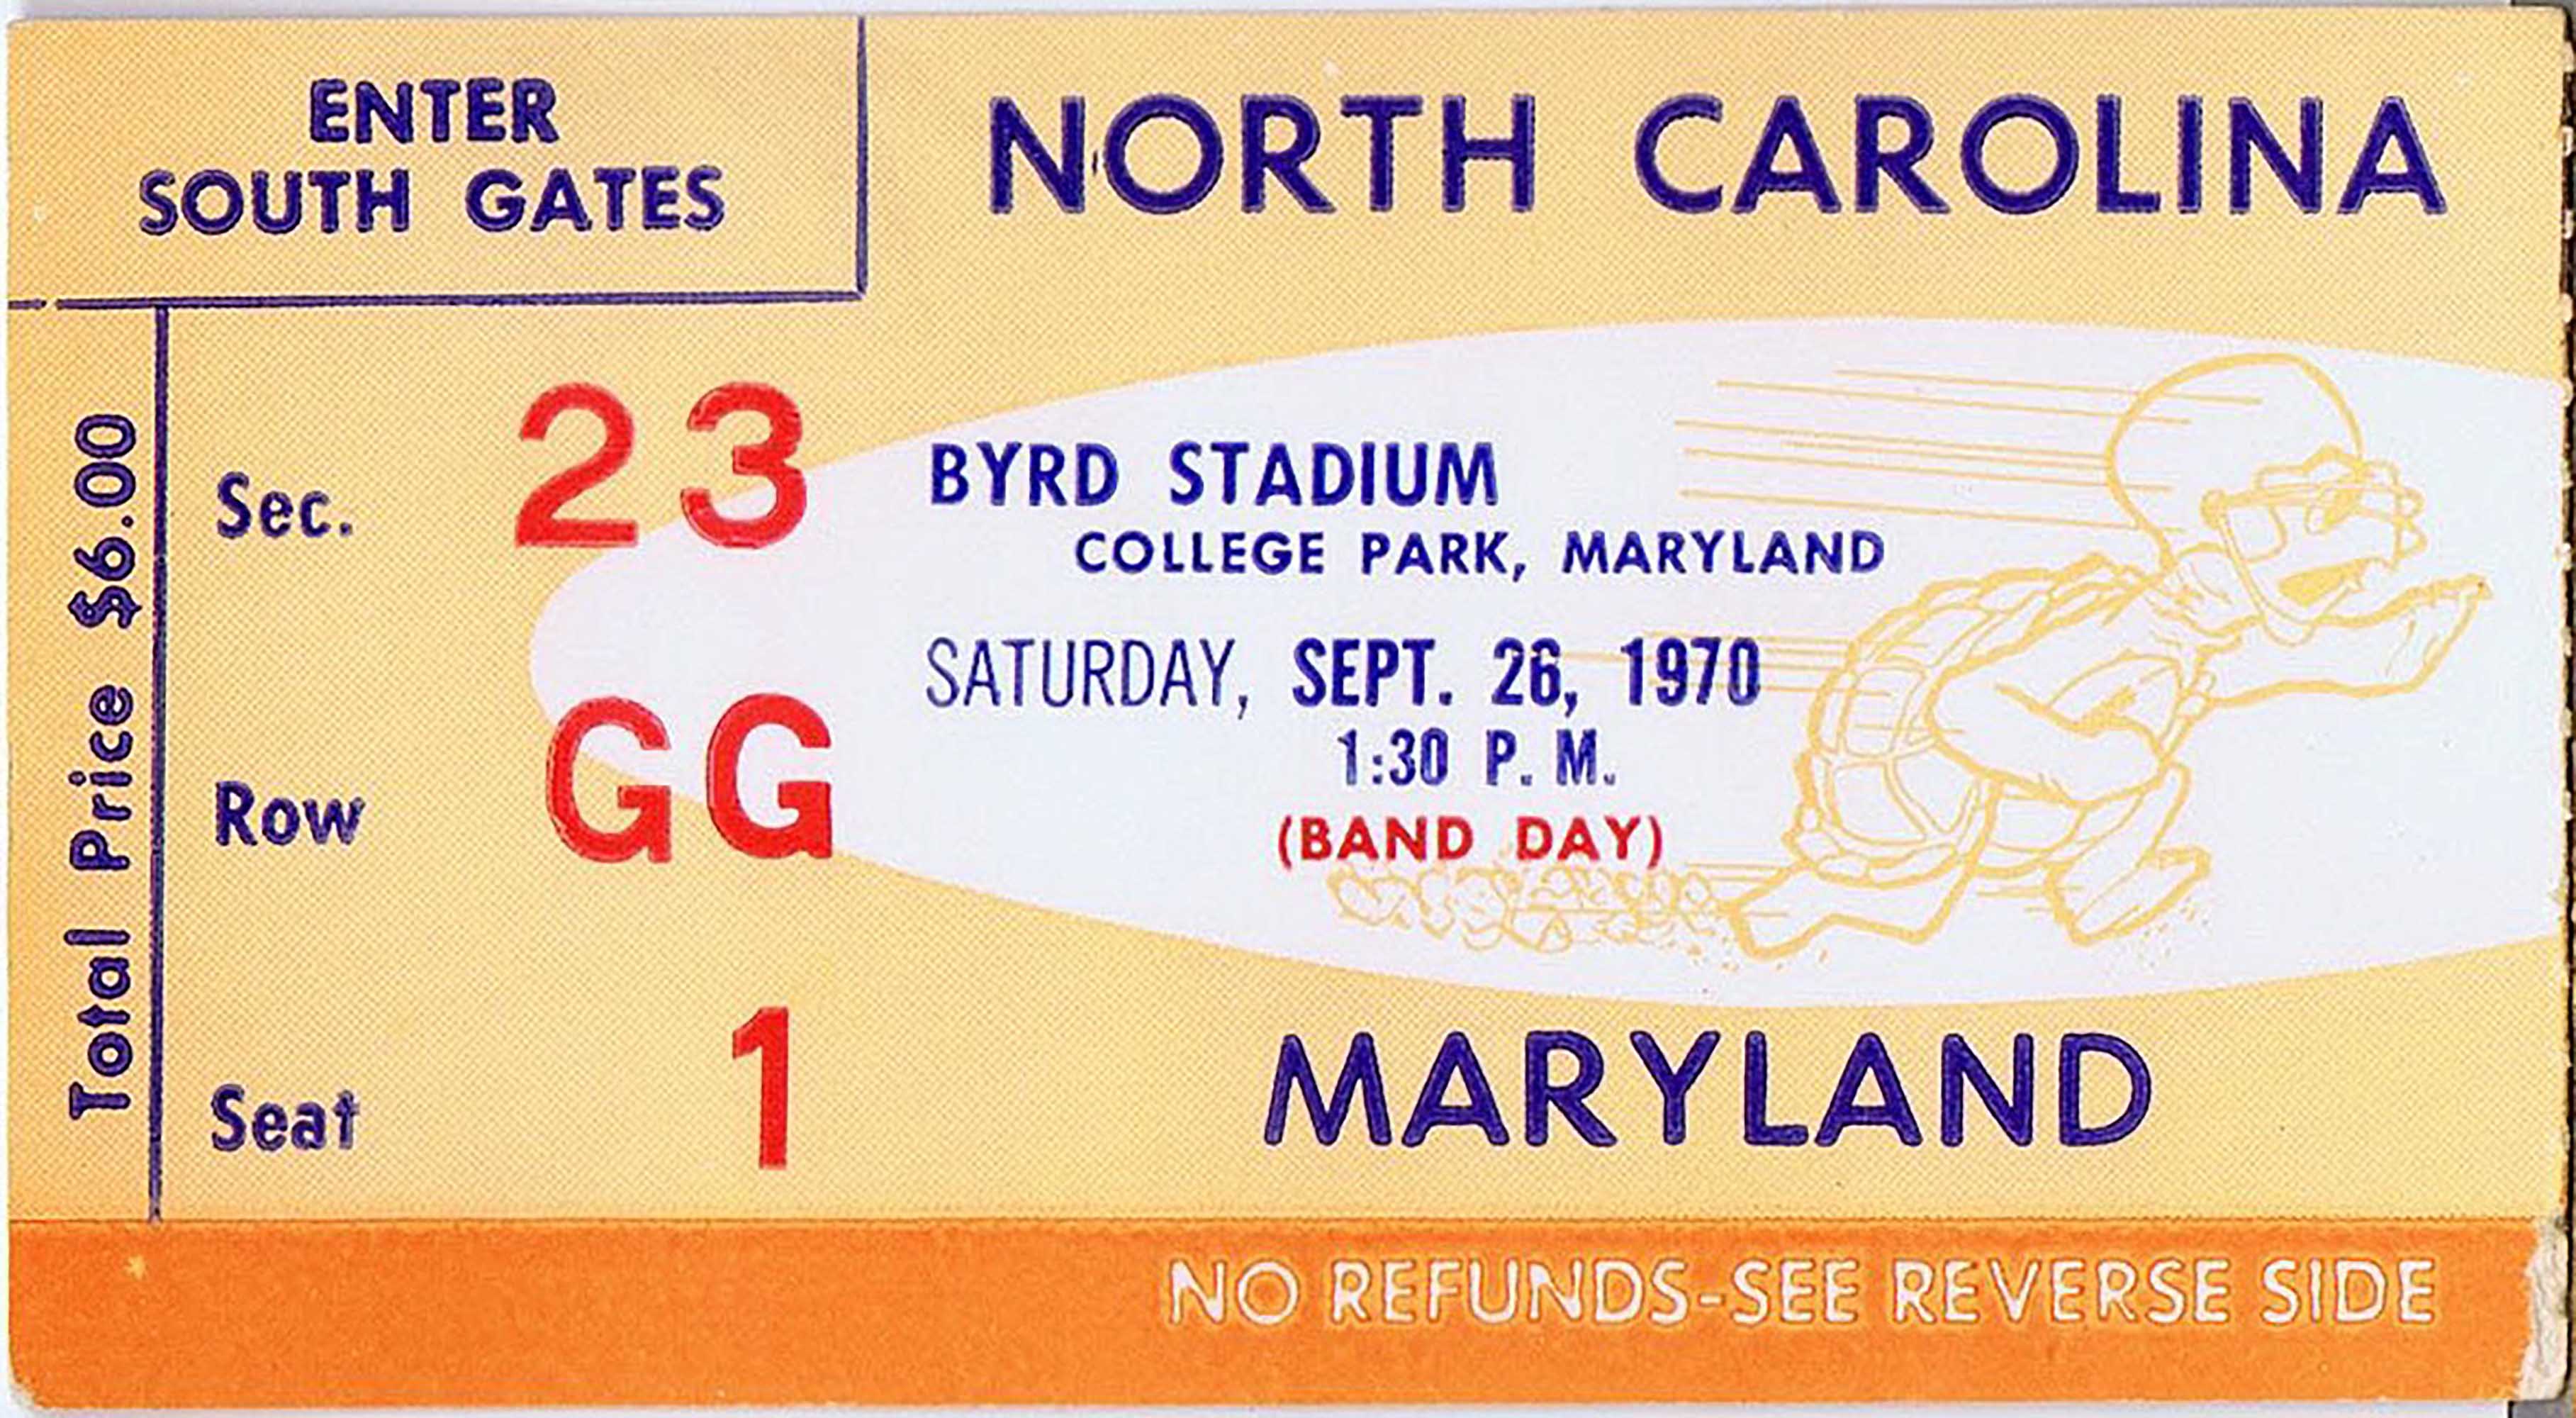 ENTER
SOUTH GATES
NORTH CAROLINA
Total Price $6.00
Sec. 23
Row GG
Seat 1
BYRD STADIUM
COLLEGE PARK, MARYLAND
SATURDAY, SEPT. 26, 1970
1:30 P. M.
(BAND DAY)
MARYLAND
NO REFUNDS-SEE REVERSE SIDE